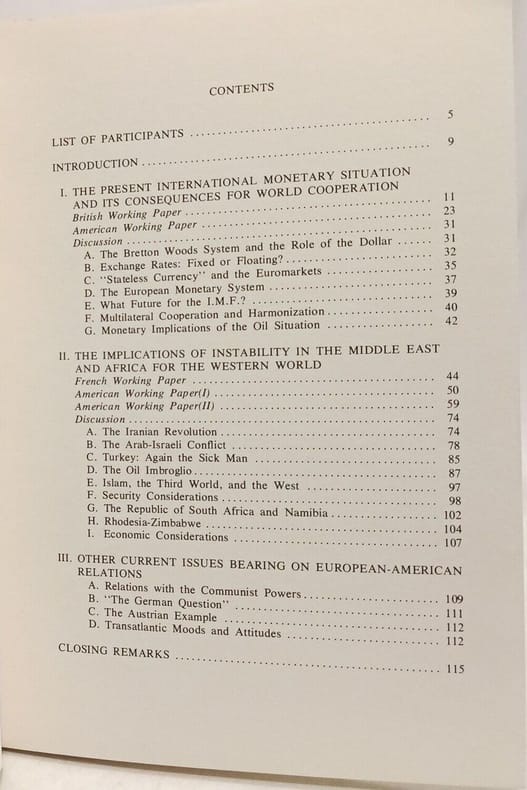 CONTENTS
LIST OF PARTICIPANTS ........................................ 5
INTRODUCTION ................................................ 9
I. THE PRESENT INTERNATIONAL MONETARY SITUATION
AND ITS CONSEQUENCES FOR WORLD COOPERATION
British Working Paper ........................................ 11
American Working Paper ...................................... 23
Discussion .................................................. 31
A. The Bretton Woods System and the Role of the Dollar ...... 31
B. Exchange Rates: Fixed or Floating? ........................ 32
C. "Stateless Currency" and the Euromarkets .................. 35
D. The European Monetary System .............................. 37
E. What Future for the I.M.F.? ............................... 39
F. Multilateral Cooperation and Harmonization ................ 40
G. Monetary Implications of the Oil Situation ................ 42
II. THE IMPLICATIONS OF INSTABILITY IN THE MIDDLE EAST
AND AFRICA FOR THE WESTERN WORLD
French Working Paper ........................................ 44
American Working Paper(I) ................................... 50
American Working Paper(II) .................................. 59
Discussion .................................................. 74
A. The Iranian Revolution .................................... 74
B. The Arab-Israeli Conflict ................................. 78
C. Turkey: Again the Sick Man ................................ 85
D. The Oil Imbroglio ......................................... 87
E. Islam, the Third World, and the West ...................... 97
F. Security Considerations ................................... 98
G. The Republic of South Africa and Namibia .................. 102
H. Rhodesia-Zimbabwe ......................................... 104
I. Economic Considerations ................................... 107
III. OTHER CURRENT ISSUES BEARING ON EUROPEAN-AMERICAN
RELATIONS
A. Relations with the Communist Powers ....................... 109
B. "The German Question" ..................................... 111
C. The Austrian Example ...................................... 112
D. Transatlantic Moods and Attitudes ......................... 112
CLOSING REMARKS ............................................. 115